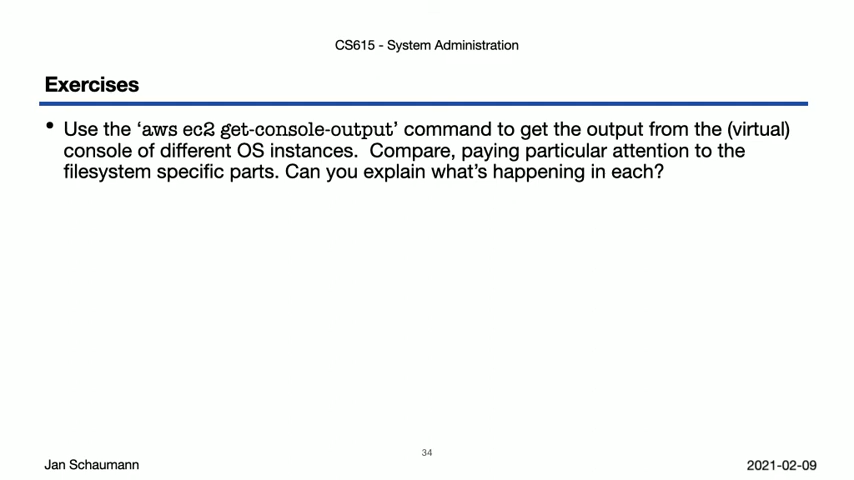 CS615 - System Administration
Exercises
• Use the ‘aws ec2 get-console-output’ command to get the output from the (virtual)
console of different OS instances.  Compare, paying particular attention to the
filesystem specific parts. Can you explain what’s happening in each?
34
Jan Schaumann
2021-02-09